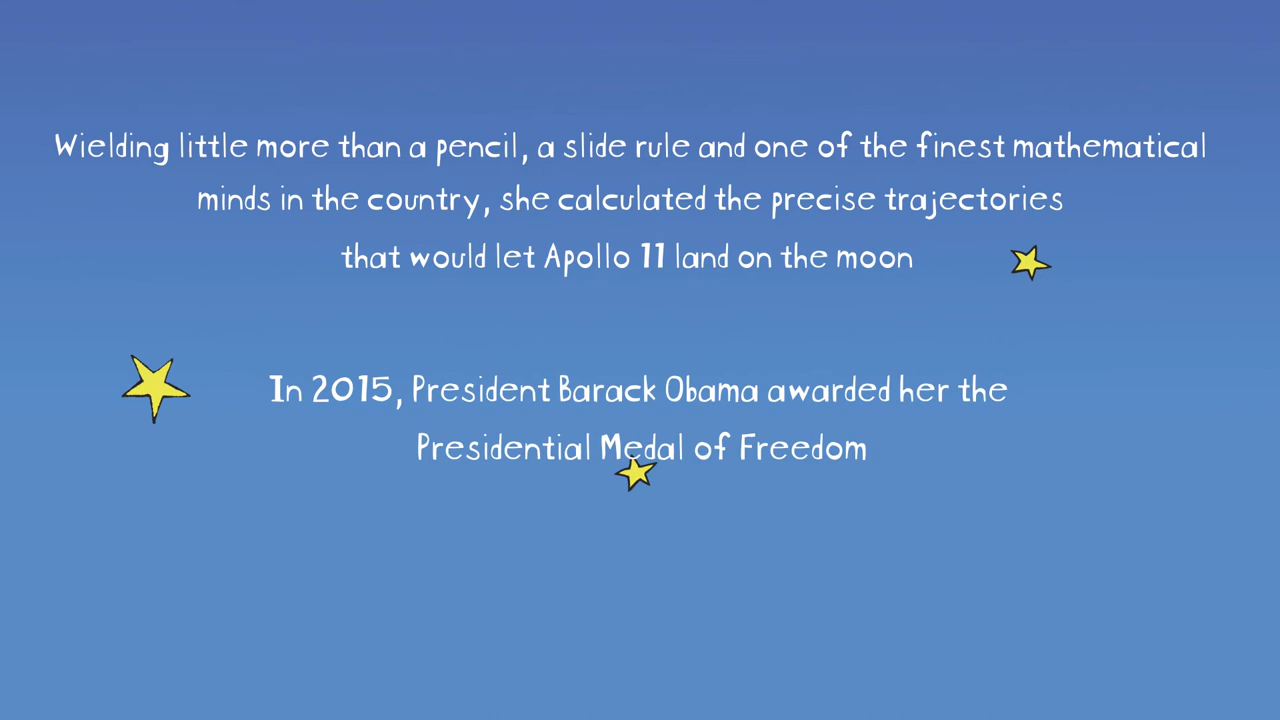 Wielding little more than a pencil, a slide rule and one of the finest mathematical
minds in the country, she calculated the precise trajectories
that would let Apollo 11 land on the moon
In 2015, President Barack Obama awarded her the
Presidential Medal of Freedom